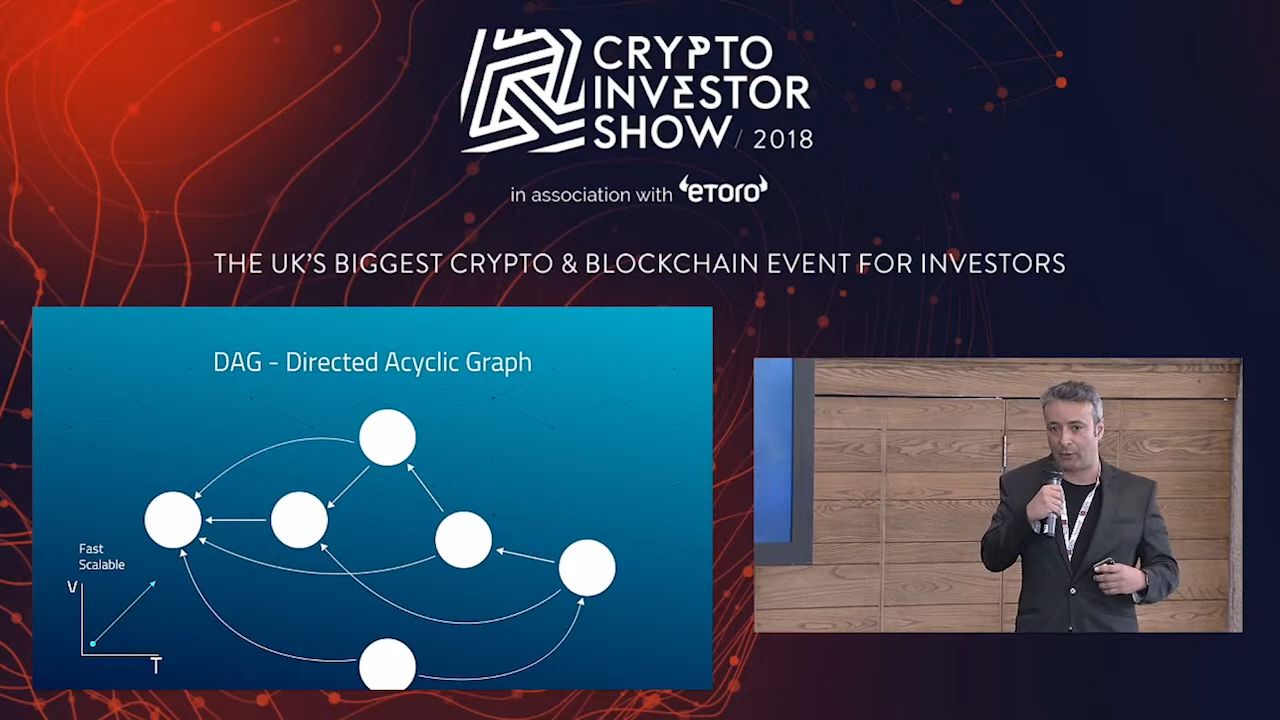 CRYPTO
INVESTOR
SHOW / 2018
in association with eToro
THE UK'S BIGGEST CRYPTO & BLOCKCHAIN EVENT FOR INVESTORS
DAG - Directed Acyclic Graph
Fast
Scalable
V
T